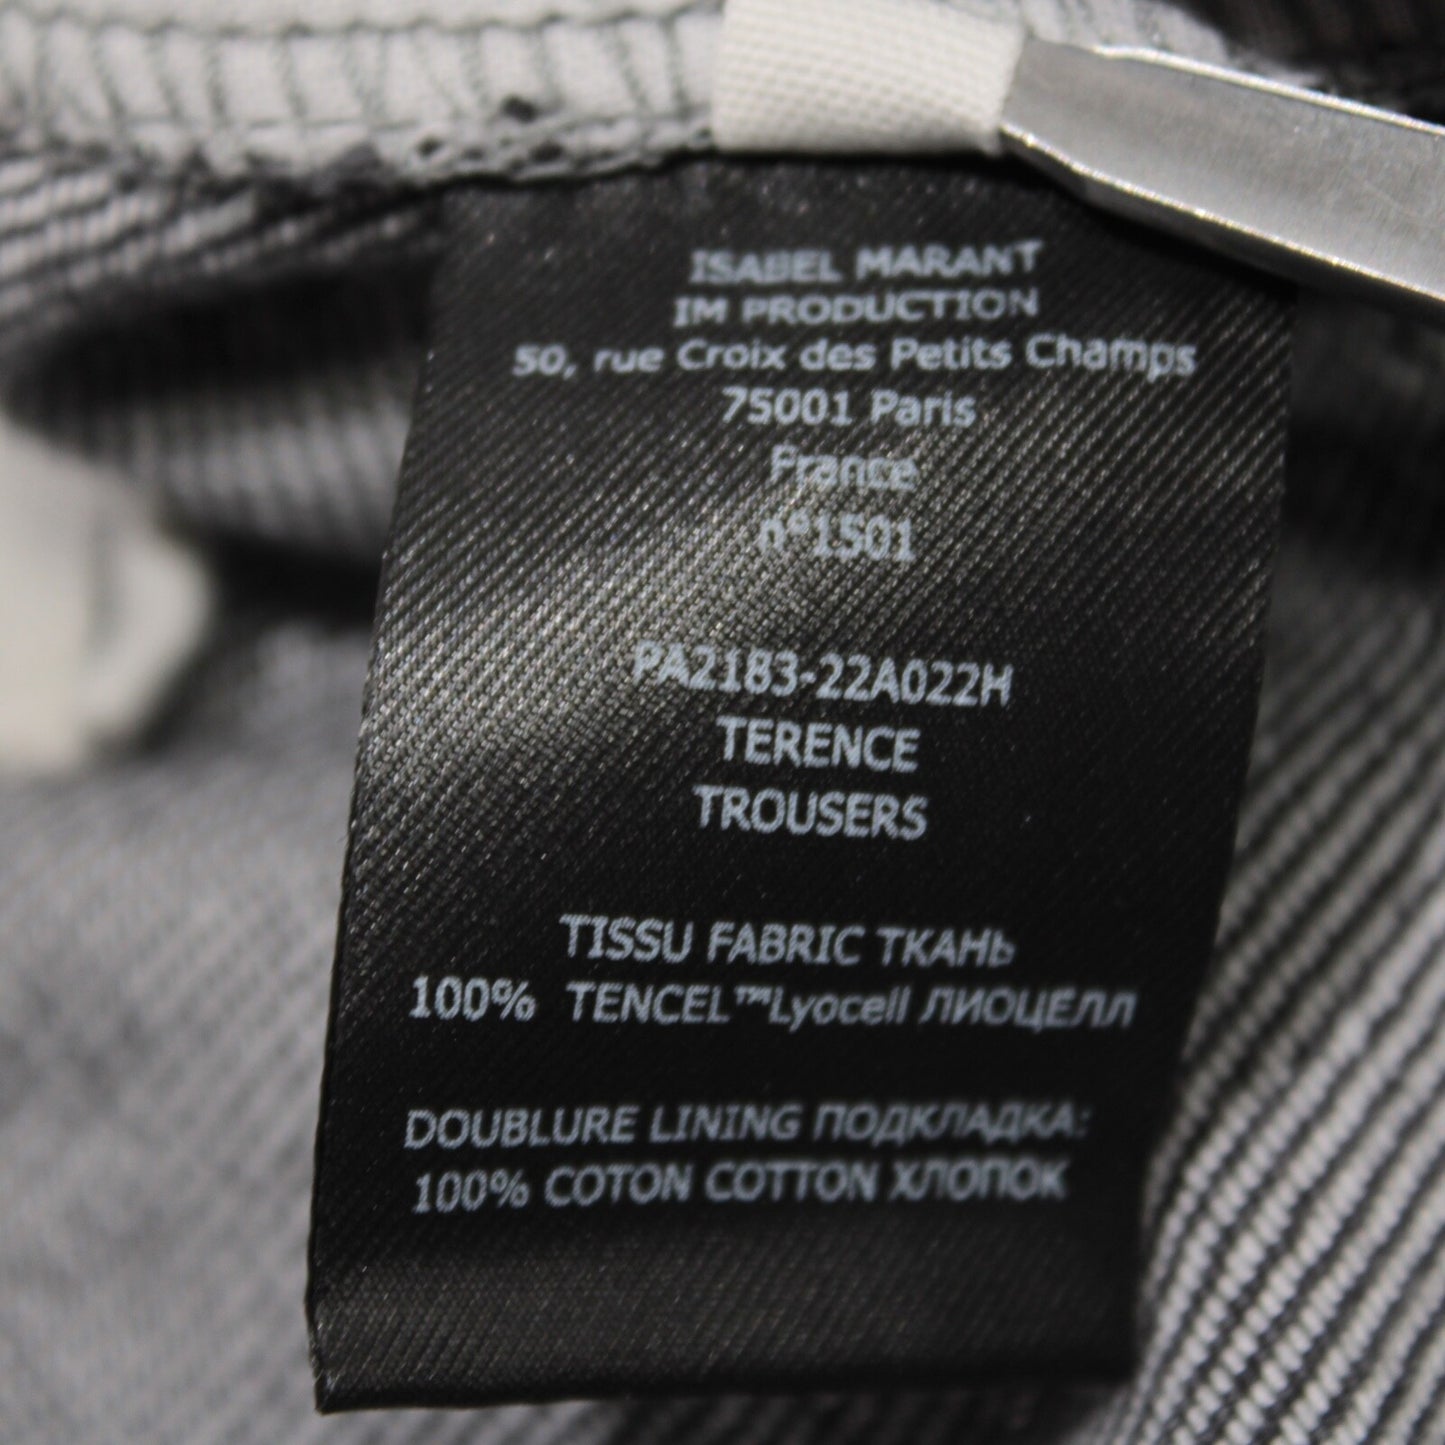 ISABEL MARANT
IM PRODUCTION
50, rue Croix des Petits Champs
75001 Paris
France
n°1501
PA2183-22A022H
TERENCE
TROUSERS
TISSU FABRIC ТКАНЬ
100% TENCEL™Lyocell ЛИОЦЕЛЛ
DOUBLURE LINING ПОДКЛАДКА:
100% COTON COTTON ХЛОПОК